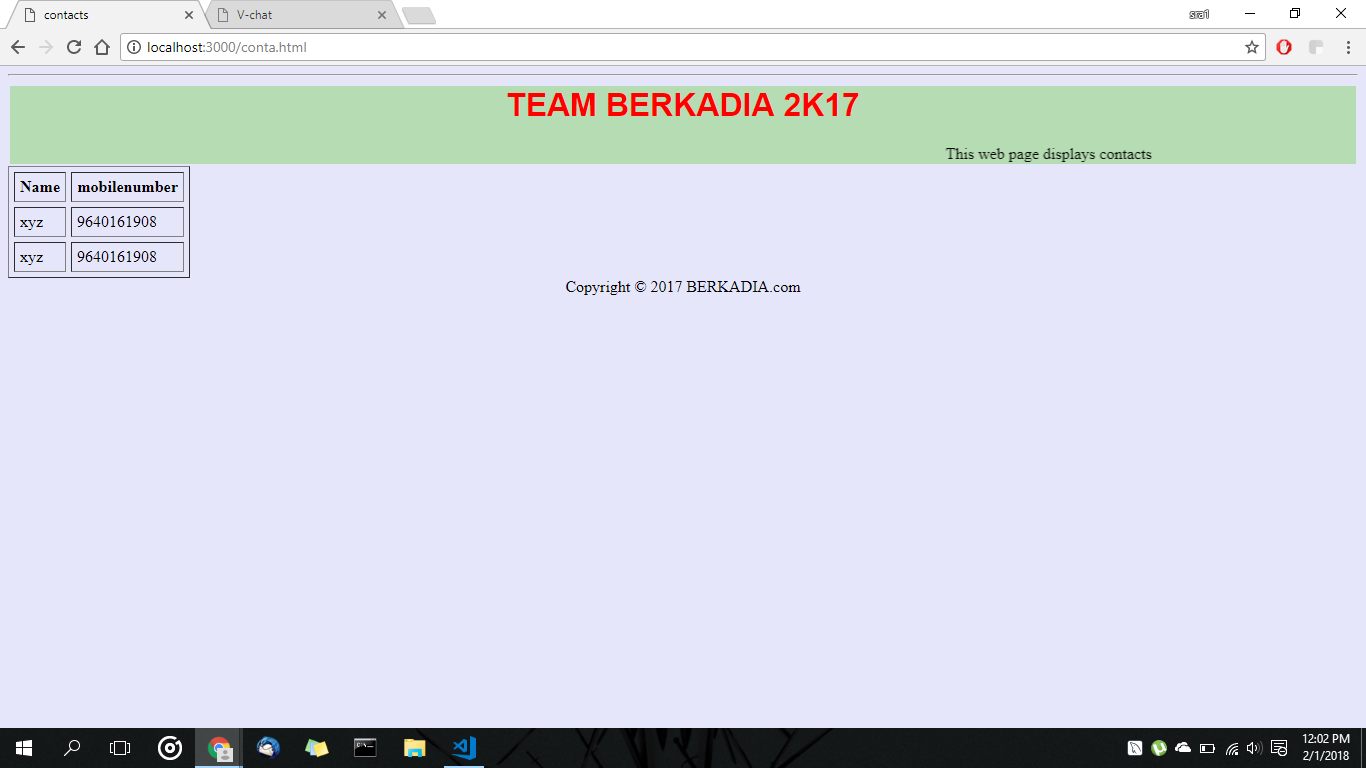 contacts
V-chat
sra1
localhost:3000/conta.html
TEAM BERKADIA 2K17
This web page displays contacts
Name mobilenumber
xyz 9640161908
xyz 9640161908
Copyright © 2017 BERKADIA.com
12:02 PM
2/1/2018